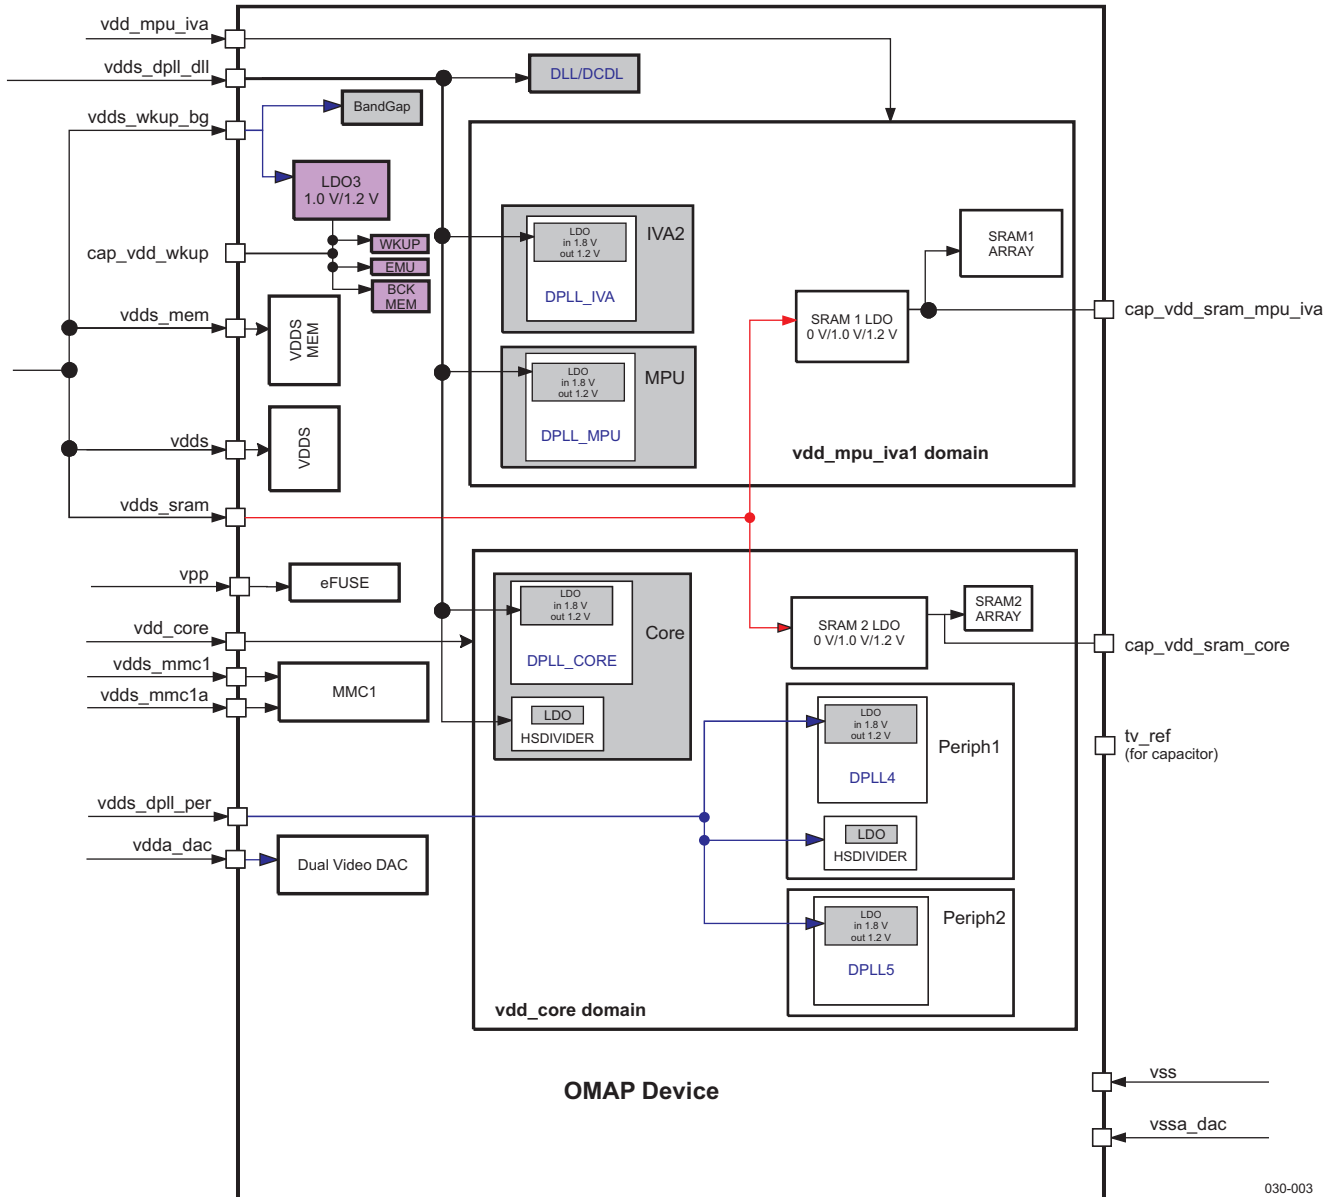 vdd_mpu_iva
vdds_dpll_dll
DLL/DCDL
BandGap
vdds_wkup_bg
LDO3
1.0 V/1.2 V
cap_vdd_wkup
WKUP
EMU
BCK
MEM
vdds_mem
VDDS
MEM
vdds
VDDS
vdds_sram
vpp
eFUSE
vdd_core
vdds_mmc1
vdds_mmc1a
MMC1
vdds_dpll_per
vdda_dac
Dual Video DAC
LDO
in 1.8 V
out 1.2 V
IVA2
DPLL_IVA
LDO
in 1.8 V
out 1.2 V
MPU
DPLL_MPU
SRAM1
ARRAY
SRAM 1 LDO
0 V/1.0 V/1.2 V
cap_vdd_sram_mpu_iva
vdd_mpu_iva1 domain
LDO
in 1.8 V
out 1.2 V
Core
DPLL_CORE
LDO
HSDIVIDER
SRAM2
ARRAY
SRAM 2 LDO
0 V/1.0 V/1.2 V
cap_vdd_sram_core
LDO
in 1.8 V
out 1.2 V
Periph1
DPLL4
LDO
HSDIVIDER
tv_ref
(for capacitor)
LDO
in 1.8 V
out 1.2 V
Periph2
DPLL5
vdd_core domain
OMAP Device
vss
vssa_dac
030-003